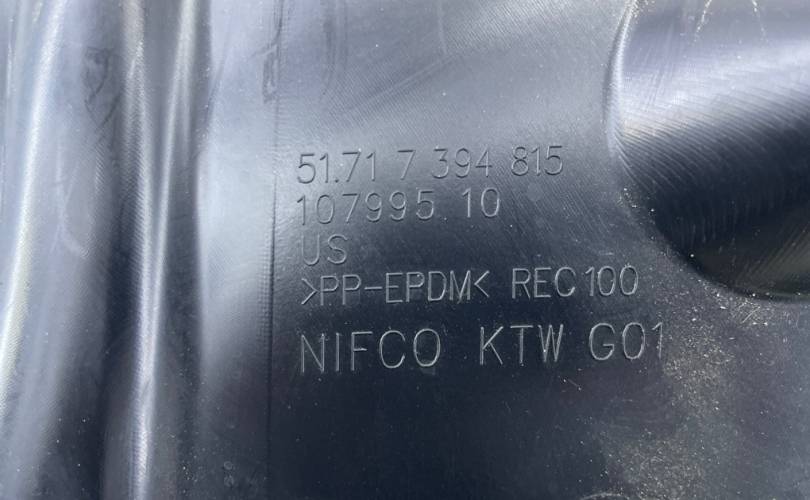 51.71 7 394 815
107995 10
US
>PP-EPDM< REC100
NIFCO KTW G01